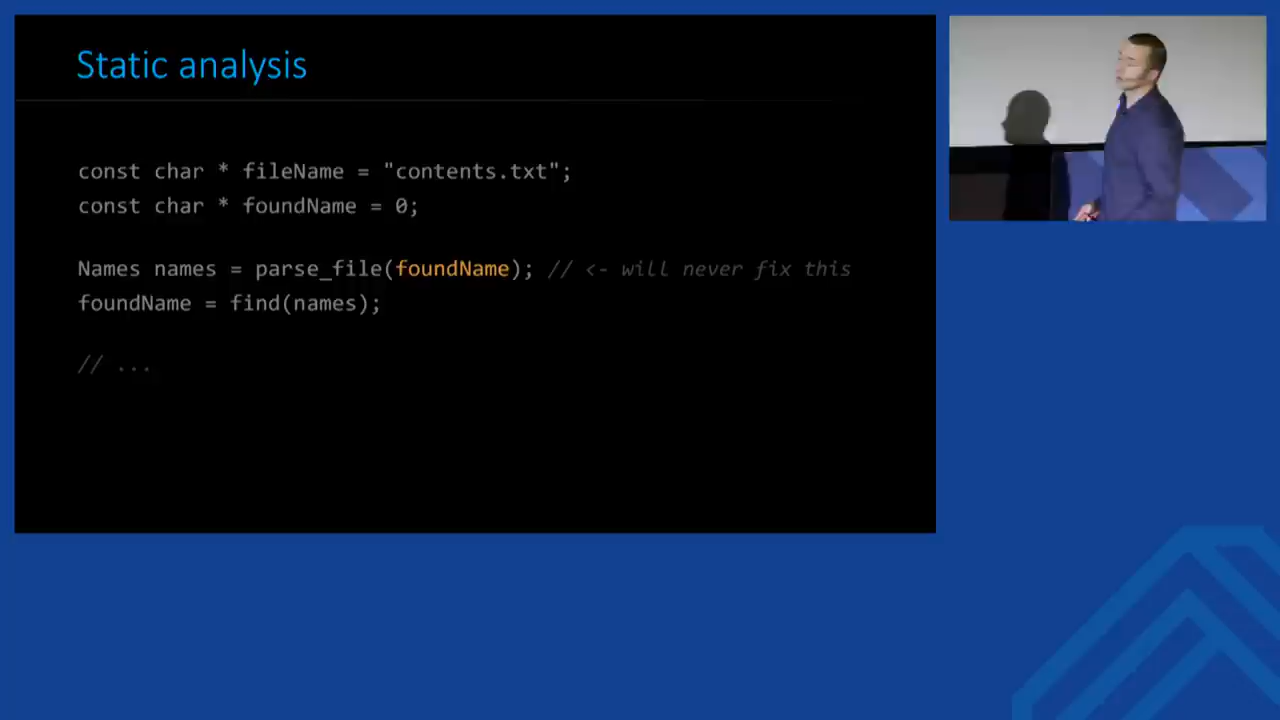 Static analysis
const char * fileName = "contents.txt";
const char * foundName = 0;
Names names = parse_file(foundName); // <- will never fix this
foundName = find(names);
// ...